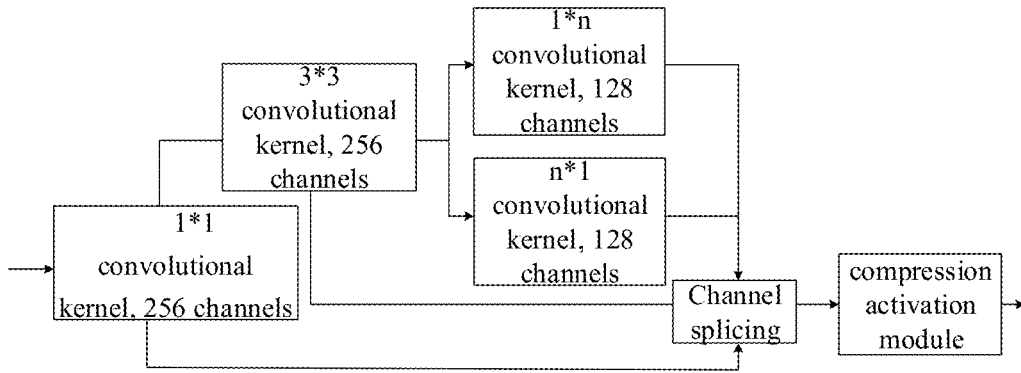 1*1
convolutional
kernel, 256 channels
3*3
convolutional
kernel, 256
channels
1*n
convolutional
kernel, 128
channels
n*1
convolutional
kernel, 128
channels
Channel
splicing
compression
activation
module